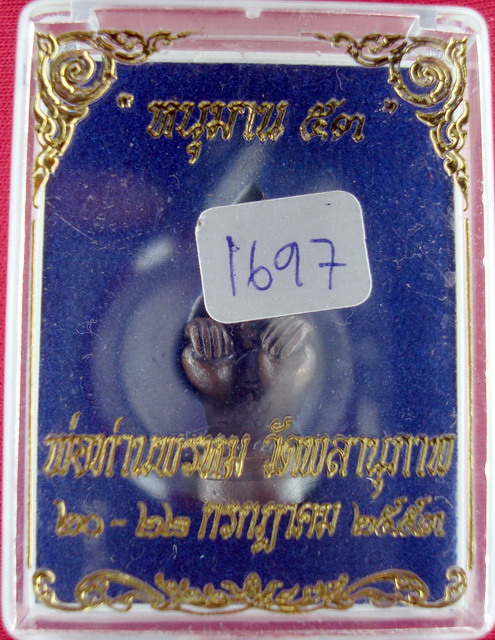 "หนุมาน ๕๓"
1697
พ่อท่านพรหม วัดพลานุภาพ
๒๑ - ๒๒ กรกฎาคม ๒๕๕๓